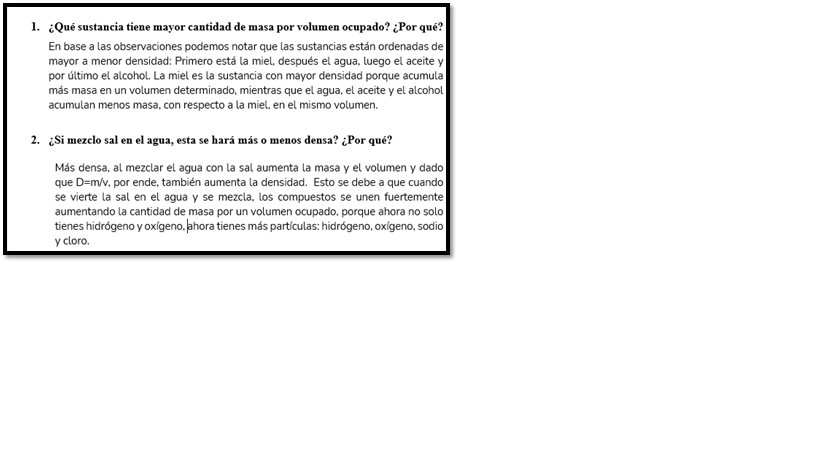 1. ¿Qué sustancia tiene mayor cantidad de masa por volumen ocupado? ¿Por qué?
En base a las observaciones podemos notar que las sustancias están ordenadas de
mayor a menor densidad: Primero está la miel, después el agua, luego el aceite y
por último el alcohol. La miel es la sustancia con mayor densidad porque acumula
más masa en un volumen determinado, mientras que el agua, el aceite y el alcohol
acumulan menos masa, con respecto a la miel, en el mismo volumen.
2. ¿Si mezclo sal en el agua, esta se hará más o menos densa? ¿Por qué?
Más densa, al mezclar el agua con la sal aumenta la masa y el volumen y dado
que D=m/v, por ende, también aumenta la densidad. Esto se debe a que cuando
se vierte la sal en el agua y se mezcla, los compuestos se unen fuertemente
aumentando la cantidad de masa por un volumen ocupado, porque ahora no solo
tienes hidrógeno y oxígeno, ahora tienes más partículas: hidrógeno, oxígeno, sodio
y cloro.